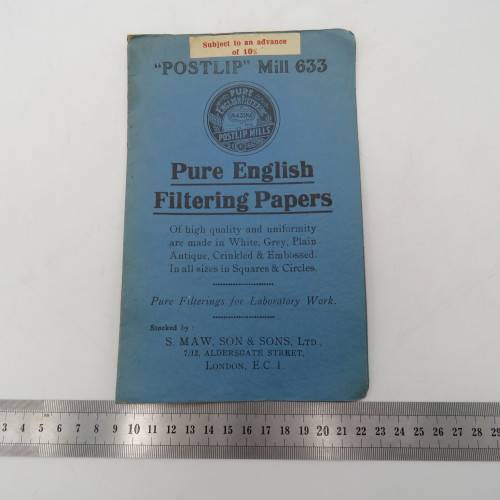 Subject to an advance
of 10%
"POSTLIP" Mill 633
PURE
ENGLISH FILTERING
POSTLIP MILLS
Pure English
Filtering Papers
Of high quality and uniformity
are made in White, Grey, Plain
Antique, Crinkled & Embossed.
In all sizes in Squares & Circles.
Pure Filterings for Laboratory Work.
Stocked by:
S. MAW, SON & SONS, LTD.,
7/12, ALDERSGATE STREET,
LONDON, E.C. 1.
3 4 5 6 7 8 9 10 11 12 13 14 15 16 17 18 19 20 21 22 23 24 25 26 27 28 29